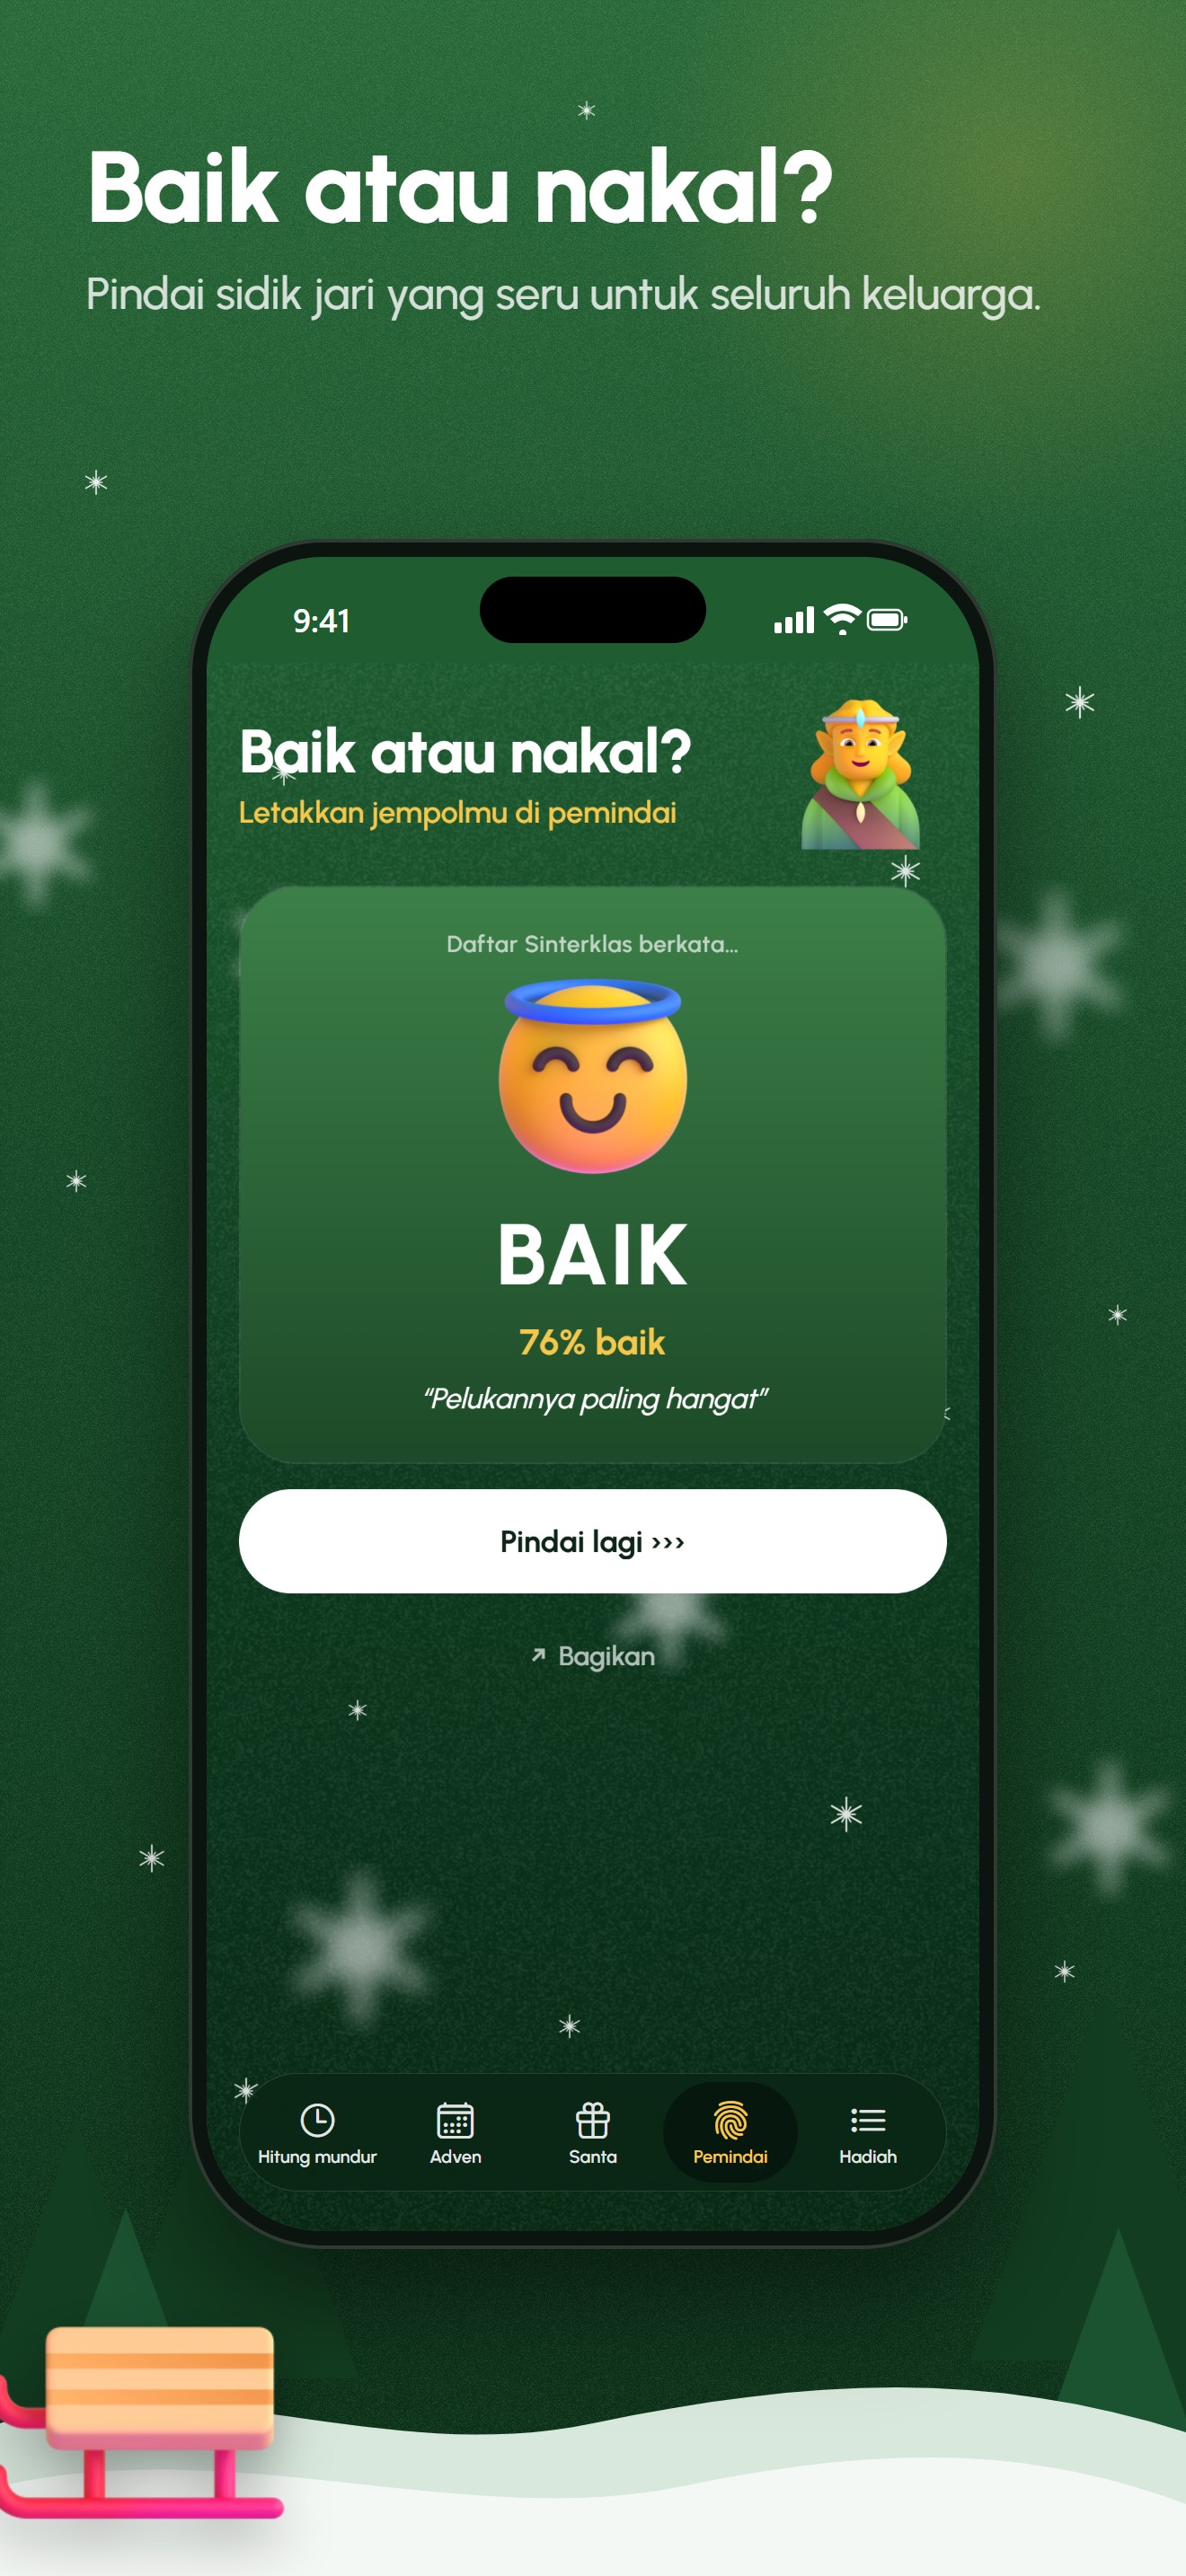 Baik atau nakal?
Pindai sidik jari yang seru untuk seluruh keluarga.
9:41
Baik atau nakal?
Letakkan jempolmu di pemindai
Daftar Sinterklas berkata...
BAIK
76% baik
“Pelukannya paling hangat”
Pindai lagi ›››
Bagikan
Hitung mundur
Adven
Santa
Pemindai
Hadiah